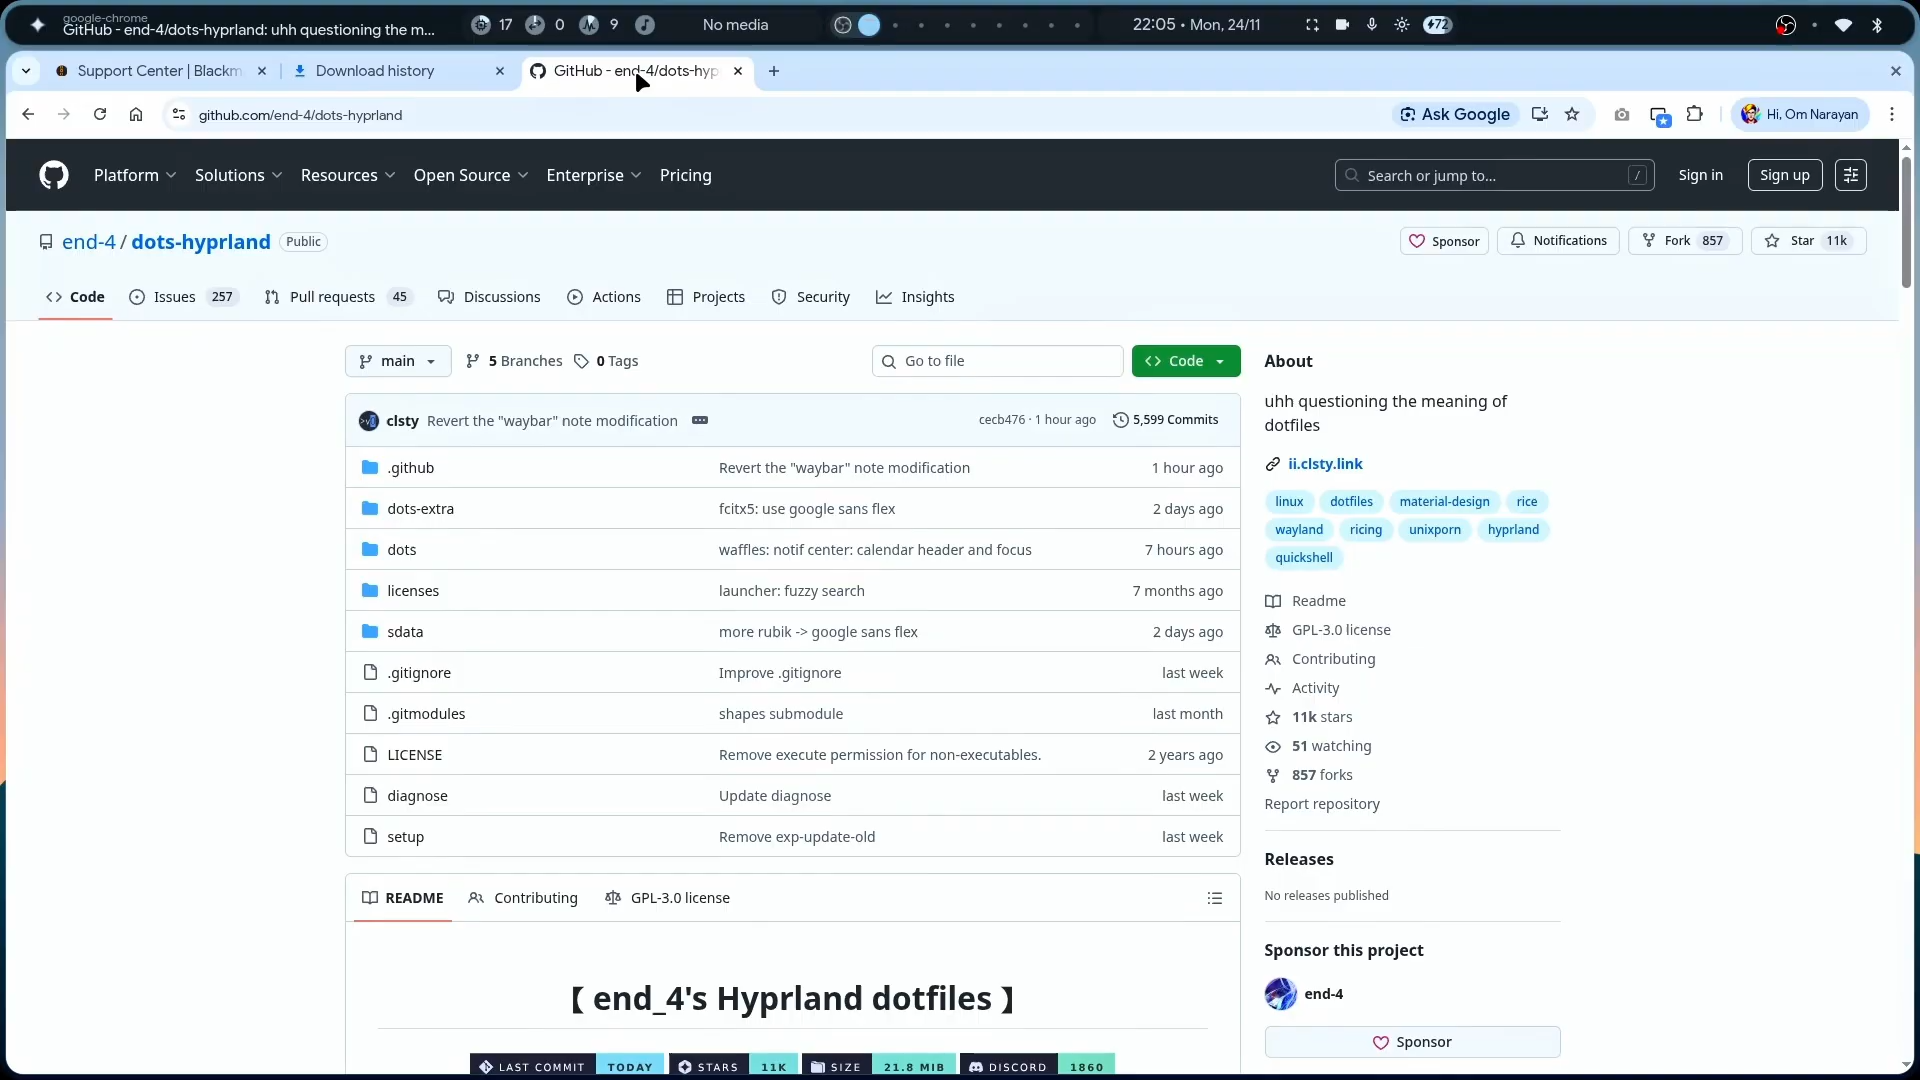 google-chrome
GitHub - end-4/dots-hyprland: uhh questioning the m...
17
0
9
No media
22:05 • Mon, 24/11
72
Support Center | Blackm
Download history
GitHub - end-4/dots-hyp
github.com/end-4/dots-hyprland
Ask Google
Hi, Om Narayan
Platform
Solutions
Resources
Open Source
Enterprise
Pricing
Search or jump to...
/
Sign in
Sign up
end-4 / dots-hyprland
Public
Sponsor
Notifications
Fork 857
Star 11k
Code
Issues 257
Pull requests 45
Discussions
Actions
Projects
Security
Insights
main
5 Branches
0 Tags
Go to file
Code
clsty Revert the "waybar" note modification
cecb476 · 1 hour ago
5,599 Commits
.github Revert the "waybar" note modification 1 hour ago
dots-extra fcitx5: use google sans flex 2 days ago
dots waffles: notif center: calendar header and focus 7 hours ago
licenses launcher: fuzzy search 7 months ago
sdata more rubik -> google sans flex 2 days ago
.gitignore Improve .gitignore last week
.gitmodules shapes submodule last month
LICENSE Remove execute permission for non-executables. 2 years ago
diagnose Update diagnose last week
setup Remove exp-update-old last week
README
Contributing
GPL-3.0 license
【 end_4's Hyprland dotfiles 】
LAST COMMIT TODAY
STARS 11K
SIZE 21.8 MIB
DISCORD 1860
About
uhh questioning the meaning of
dotfiles
ii.clsty.link
linux dotfiles material-design rice
wayland ricing unixporn hyprland
quickshell
Readme
GPL-3.0 license
Contributing
Activity
11k stars
51 watching
857 forks
Report repository
Releases
No releases published
Sponsor this project
end-4
Sponsor